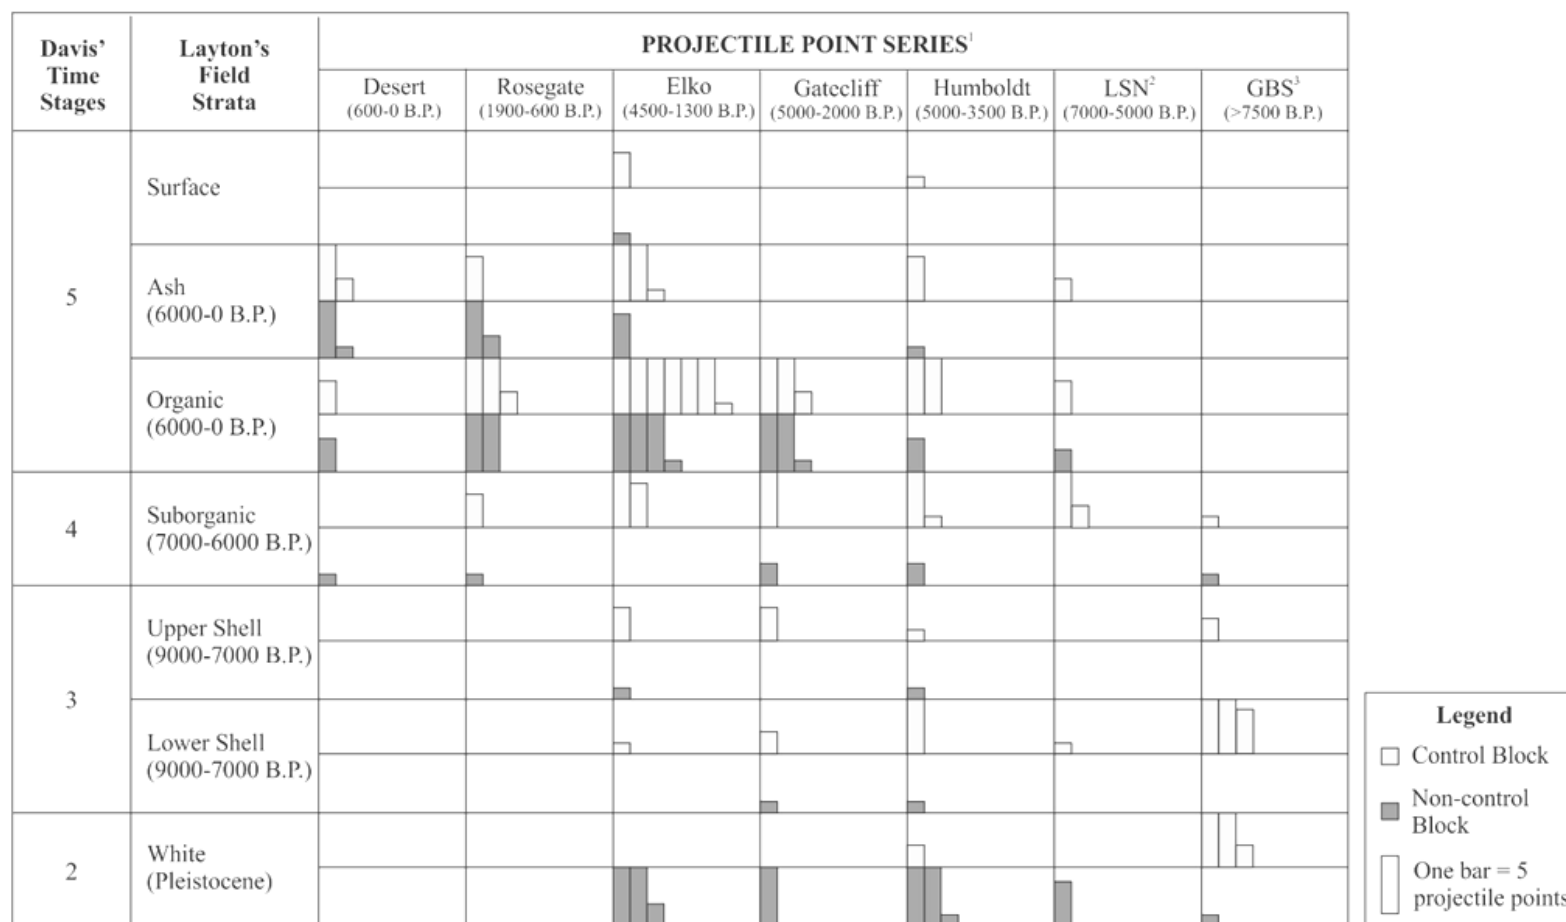 Davis’
Time
Stages
Layton’s
Field
Strata
PROJECTILE POINT SERIES¹
Desert
(600-0 B.P.)
Rosegate
(1900-600 B.P.)
Elko
(4500-1300 B.P.)
Gatecliff
(5000-2000 B.P.)
Humboldt
(5000-3500 B.P.)
LSN²
(7000-5000 B.P.)
GBS³
(>7500 B.P.)
5
Surface
Ash
(6000-0 B.P.)
Organic
(6000-0 B.P.)
4
Suborganic
(7000-6000 B.P.)
3
Upper Shell
(9000-7000 B.P.)
Lower Shell
(9000-7000 B.P.)
2
White
(Pleistocene)
Legend
Control Block
Non-control
Block
One bar = 5
projectile points